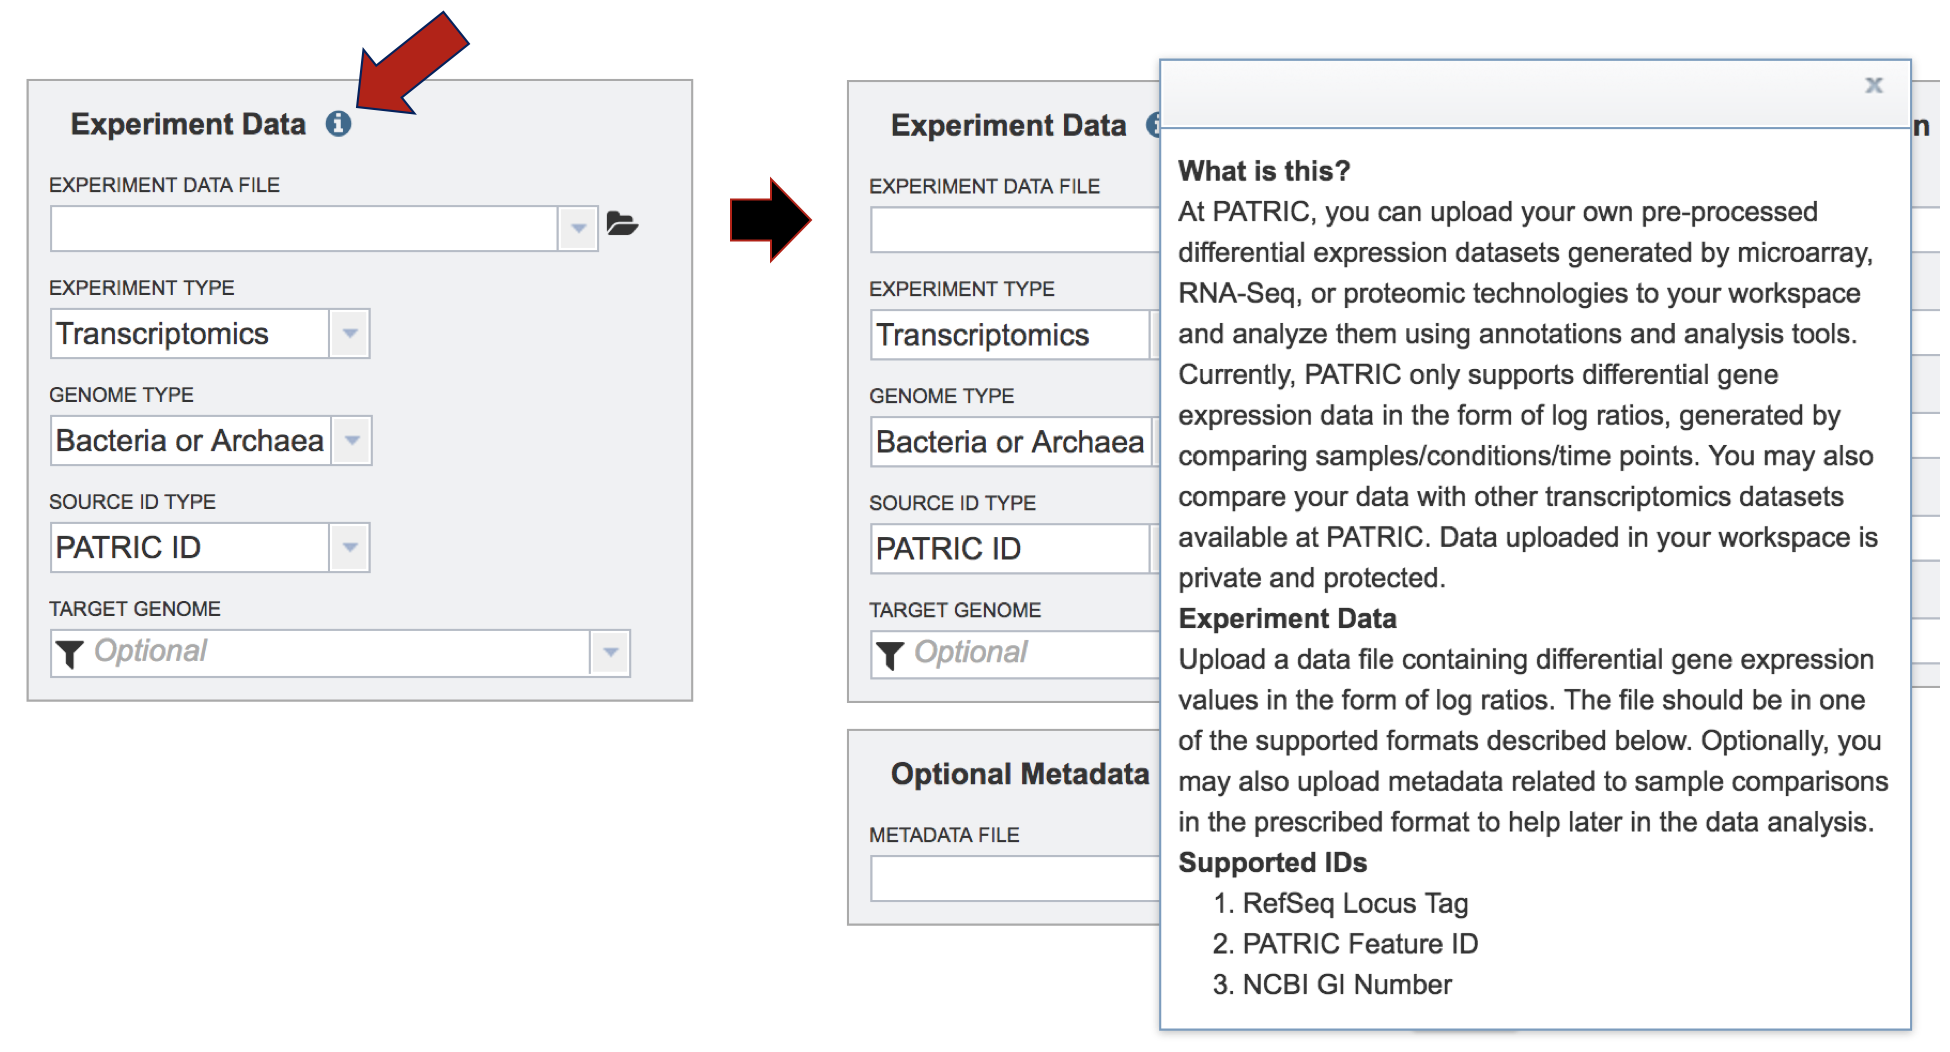 Experiment Data
EXPERIMENT DATA FILE
EXPERIMENT TYPE
Transcriptomics
GENOME TYPE
Bacteria or Archaea
SOURCE ID TYPE
PATRIC ID
TARGET GENOME
Optional
Experiment Data
EXPERIMENT DATA FILE
EXPERIMENT TYPE
Transcriptomics
GENOME TYPE
Bacteria or Archaea
SOURCE ID TYPE
PATRIC ID
TARGET GENOME
Optional
Optional Metadata
METADATA FILE
x
n
What is this?
At PATRIC, you can upload your own pre-processed
differential expression datasets generated by microarray,
RNA-Seq, or proteomic technologies to your workspace
and analyze them using annotations and analysis tools.
Currently, PATRIC only supports differential gene
expression data in the form of log ratios, generated by
comparing samples/conditions/time points. You may also
compare your data with other transcriptomics datasets
available at PATRIC. Data uploaded in your workspace is
private and protected.
Experiment Data
Upload a data file containing differential gene expression
values in the form of log ratios. The file should be in one
of the supported formats described below. Optionally, you
may also upload metadata related to sample comparisons
in the prescribed format to help later in the data analysis.
Supported IDs
1. RefSeq Locus Tag
2. PATRIC Feature ID
3. NCBI GI Number